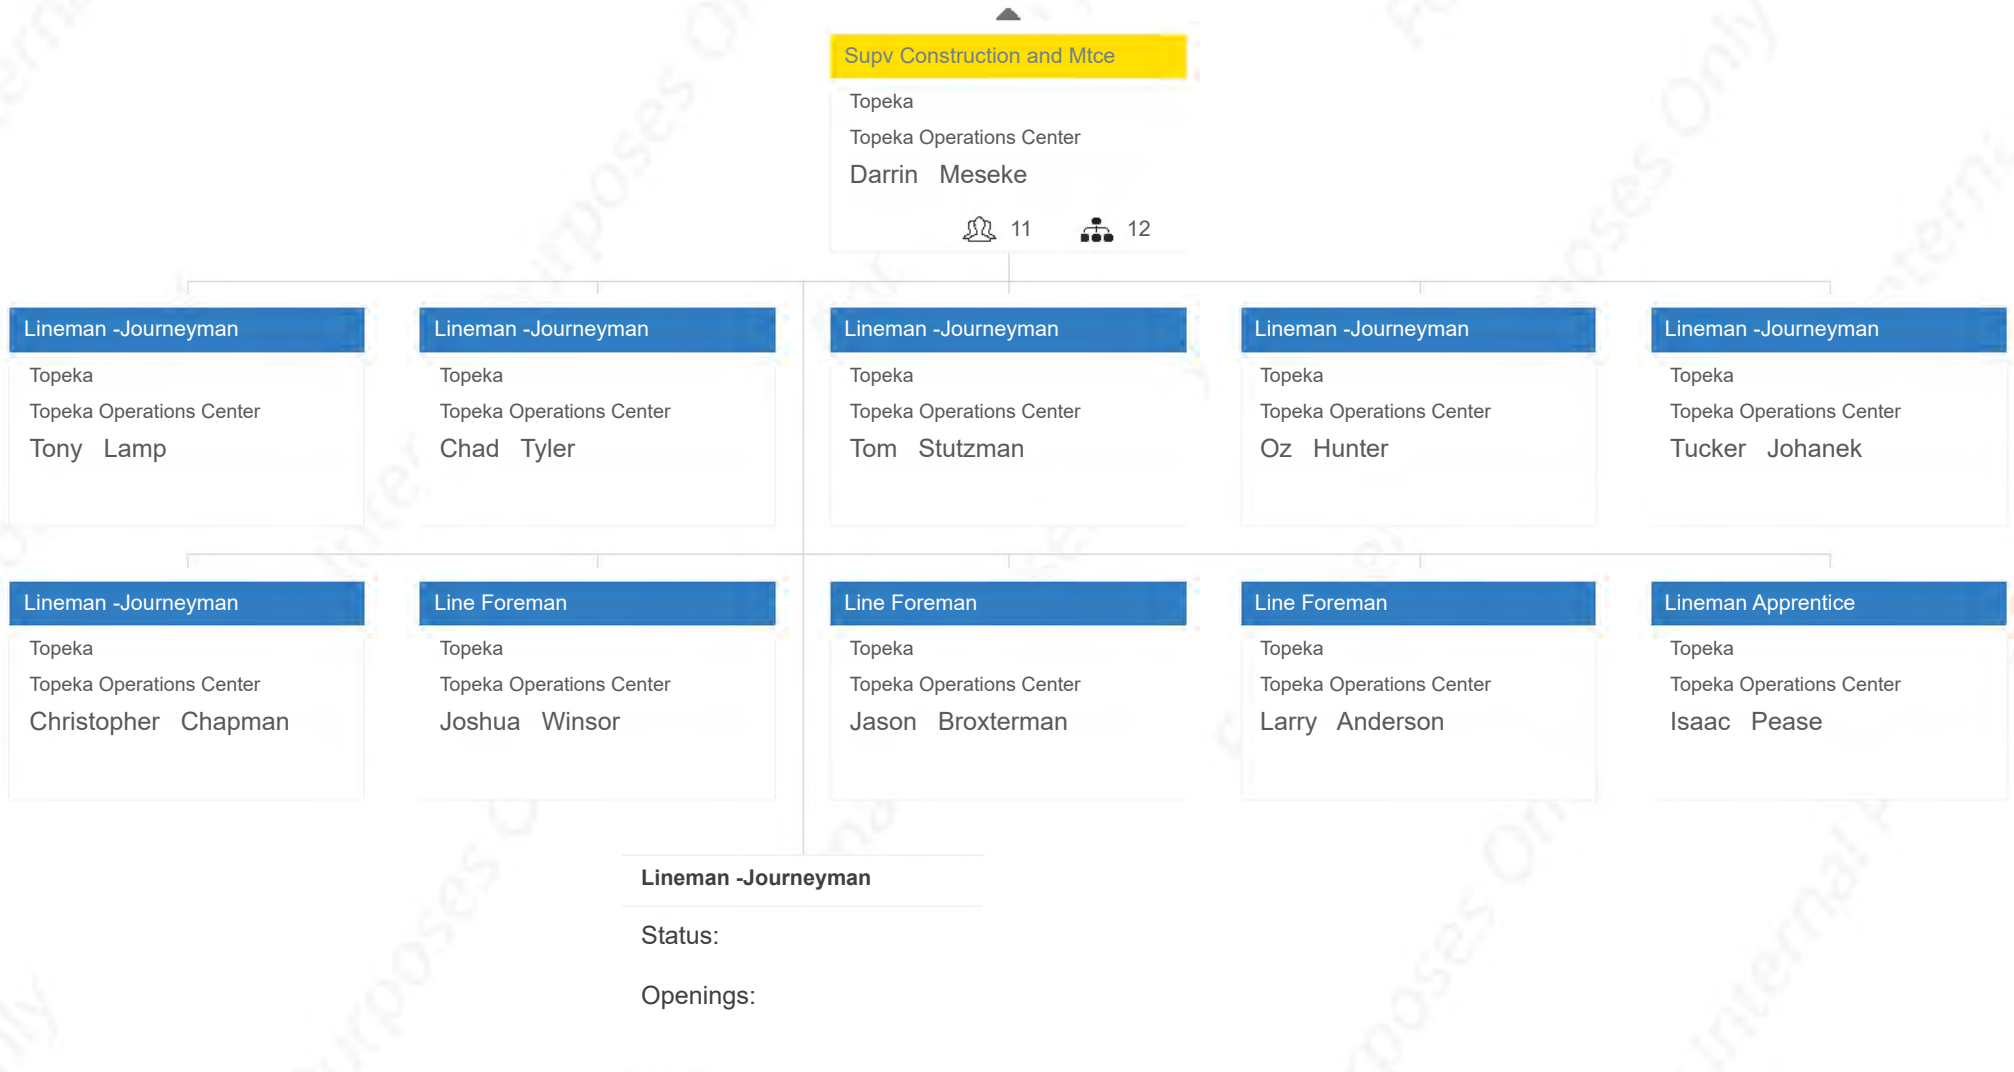 Supv Construction and Mtce
Topeka
Topeka Operations Center
Darrin Meseke
11 12
Lineman -Journeyman
Topeka
Topeka Operations Center
Tony Lamp
Lineman -Journeyman
Topeka
Topeka Operations Center
Chad Tyler
Lineman -Journeyman
Topeka
Topeka Operations Center
Tom Stutzman
Lineman -Journeyman
Topeka
Topeka Operations Center
Oz Hunter
Lineman -Journeyman
Topeka
Topeka Operations Center
Tucker Johanek
Lineman -Journeyman
Topeka
Topeka Operations Center
Christopher Chapman
Line Foreman
Topeka
Topeka Operations Center
Joshua Winsor
Line Foreman
Topeka
Topeka Operations Center
Jason Broxterman
Line Foreman
Topeka
Topeka Operations Center
Larry Anderson
Lineman Apprentice
Topeka
Topeka Operations Center
Isaac Pease
Lineman -Journeyman
Status:
Openings: